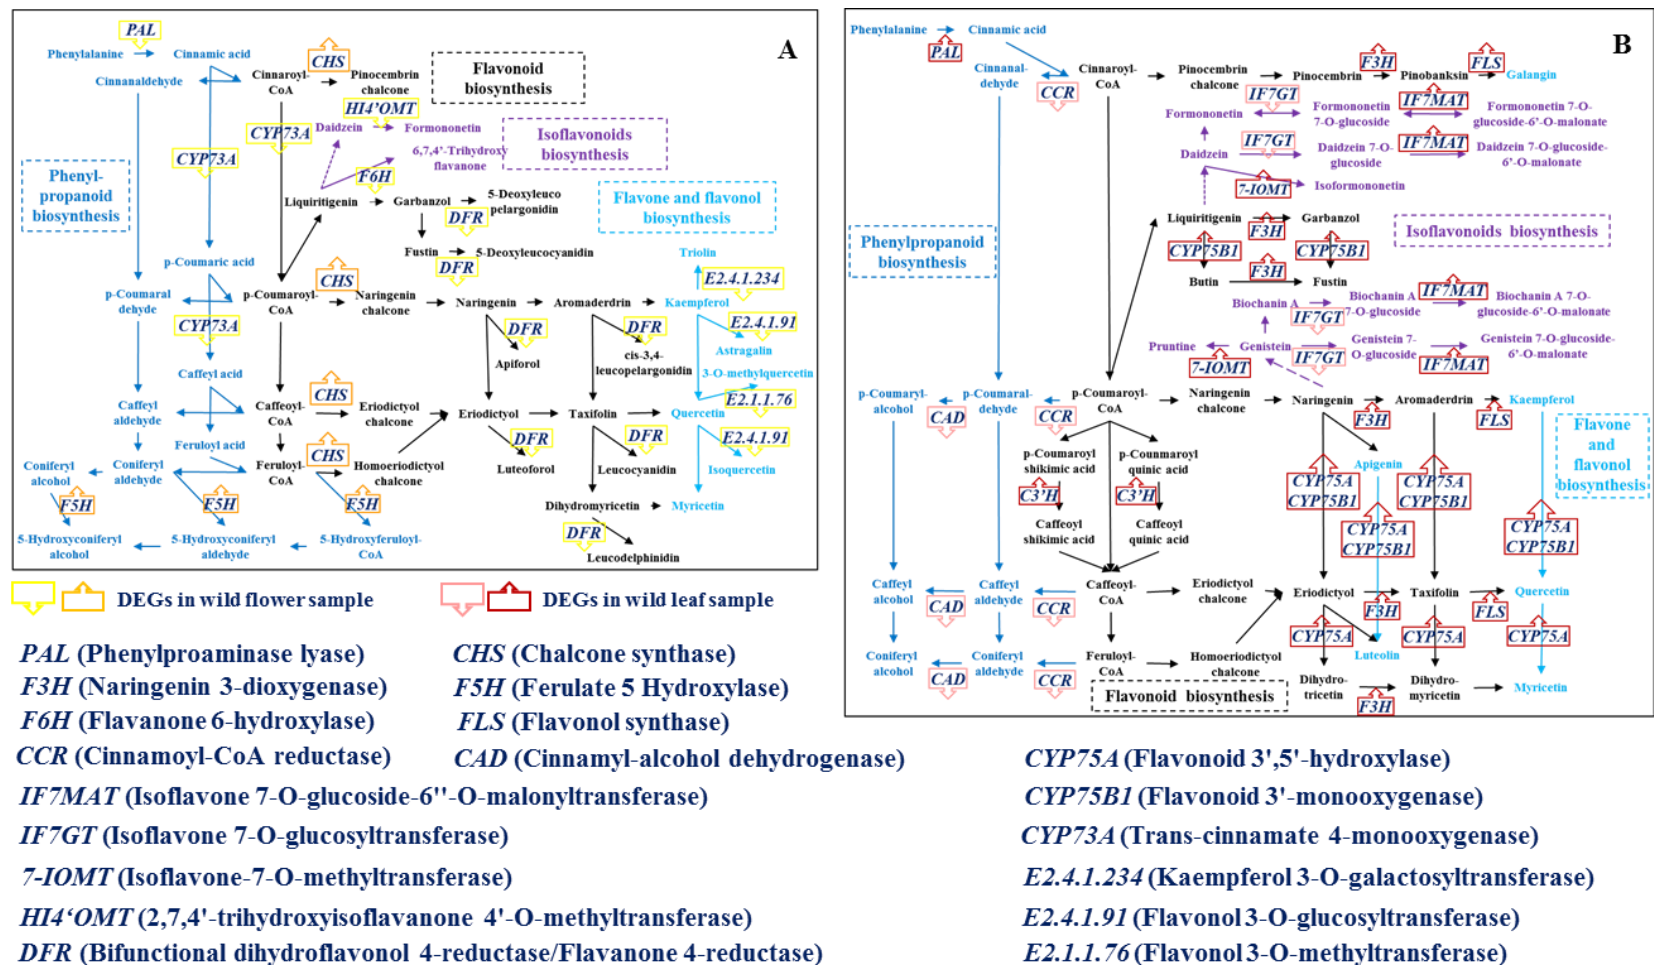 PAL
A
Phenylalanine
Cinnamic acid
CHS
Cinnanaldehyde
Cinnaroyl-
CoA
Pinocembrin
chalcone
Flavonoid
biosynthesis
HI4'OMT
Daidzein
Formononetin
CYP73A
CYP73A
6,7,4'-Trihydroxy
flavanone
Isoflavonoids
biosynthesis
F6H
Phenyl-
propanoid
biosynthesis
Liquiritigenin
Garbanzol
5-Deoxyleuco
pelargonidin
DFR
Flavone and flavonol
biosynthesis
Fustin
5-Deoxyleucocyanidin
DFR
Triolin
p-Coumaric acid
CHS
E2.4.1.234
p-Coumaral
dehyde
p-Coumaroyl-
CoA
Naringenin
chalcone
Naringenin
Aromaderdrin
Kaempferol
CYP73A
DFR
DFR
E2.4.1.91
Apiforol
cis-3,4-
leucopelargonidin
Astragalin
Caffeyl acid
3-O-methylquercetin
CHS
E2.1.1.76
Caffeyl
aldehyde
Caffeoyl-
CoA
Eriodictyol
chalcone
Eriodictyol
Taxifolin
Quercetin
DFR
DFR
E2.4.1.91
Feruloyl acid
CHS
Luteoforol
Leucocyanidin
Isoquercetin
Coniferyl
alcohol
Coniferyl
aldehyde
Feruloyl-
CoA
Homoeriodictyol
chalcone
F5H
F5H
F5H
Dihydromyricetin
Myricetin
DFR
5-Hydroxyconiferyl
alcohol
5-Hydroxyconiferyl
aldehyde
5-Hydroxyferuloyl-
CoA
Leucodelphinidin
B
Phenylalanine
Cinnamic acid
PAL
F3H
FLS
Cinnanal-
dehyde
CCR
Cinnaroyl-
CoA
Pinocembrin
chalcone
Pinocembrin
Pinobanksin
Galangin
IF7GT
IF7MAT
Formononetin
Formononetin
7-O-glucoside
Formononetin 7-O-
glucoside-6'-O-malonate
IF7GT
IF7MAT
Daidzein
Daidzein 7-O-
glucoside
Daidzein 7-O-glucoside-
6'-O-malonate
7-IOMT
Isoformononetin
Liquiritigenin
F3H
Garbanzol
Phenylpropanoid
biosynthesis
Isoflavonoids biosynthesis
CYP75B1
CYP75B1
Butin
F3H
Fustin
Biochanin A
IF7GT
Biochanin A
7-O-glucoside
IF7MAT
Biochanin A 7-O-
glucoside-6'-O-malonate
Pruntine
Genistein
Genistein 7-
O-glucoside
Genistein 7-O-glucoside-
6'-O-malonate
7-IOMT
IF7GT
IF7MAT
p-Coumaryl-
alcohol
p-Coumaral-
dehyde
p-Coumaroyl-
CoA
Naringenin
chalcone
Naringenin
Aromaderdrin
Kaempferol
CAD
CCR
F3H
FLS
Flavone
and
flavonol
biosynthesis
p-Coumaroyl
shikimic acid
p-Counmaroyl
quinic acid
Apigenin
C3'H
C3'H
CYP75A
CYP75B1
CYP75A
CYP75B1
CYP75A
CYP75B1
CYP75A
CYP75B1
Caffeoyl
shikimic acid
Caffeoyl
quinic acid
Caffeyl
alcohol
Caffeyl
aldehyde
Caffeoyl-
CoA
Eriodictyol
chalcone
Eriodictyol
Taxifolin
Quercetin
CAD
CCR
F3H
FLS
CYP75A
CYP75A
CYP75A
Luteolin
Coniferyl
alcohol
Coniferyl
aldehyde
Feruloyl-
CoA
Homoeriodictyol
chalcone
CAD
CCR
Flavonoid biosynthesis
Dihydro-
tricetin
Dihydro-
myricetin
Myricetin
F3H
DEGs in wild flower sample
DEGs in wild leaf sample
PAL (Phenylproaminase lyase)
CHS (Chalcone synthase)
F3H (Naringenin 3-dioxygenase)
F5H (Ferulate 5 Hydroxylase)
F6H (Flavanone 6-hydroxylase)
FLS (Flavonol synthase)
CCR (Cinnamoyl-CoA reductase)
CAD (Cinnamyl-alcohol dehydrogenase)
CYP75A (Flavonoid 3',5'-hydroxylase)
IF7MAT (Isoflavone 7-O-glucoside-6''-O-malonyltransferase)
CYP75B1 (Flavonoid 3'-monooxygenase)
IF7GT (Isoflavone 7-O-glucosyltransferase)
CYP73A (Trans-cinnamate 4-monooxygenase)
7-IOMT (Isoflavone-7-O-methyltransferase)
E2.4.1.234 (Kaempferol 3-O-galactosyltransferase)
HI4‘OMT (2,7,4'-trihydroxyisoflavanone 4'-O-methyltransferase)
E2.4.1.91 (Flavonol 3-O-glucosyltransferase)
DFR (Bifunctional dihydroflavonol 4-reductase/Flavanone 4-reductase)
E2.1.1.76 (Flavonol 3-O-methyltransferase)